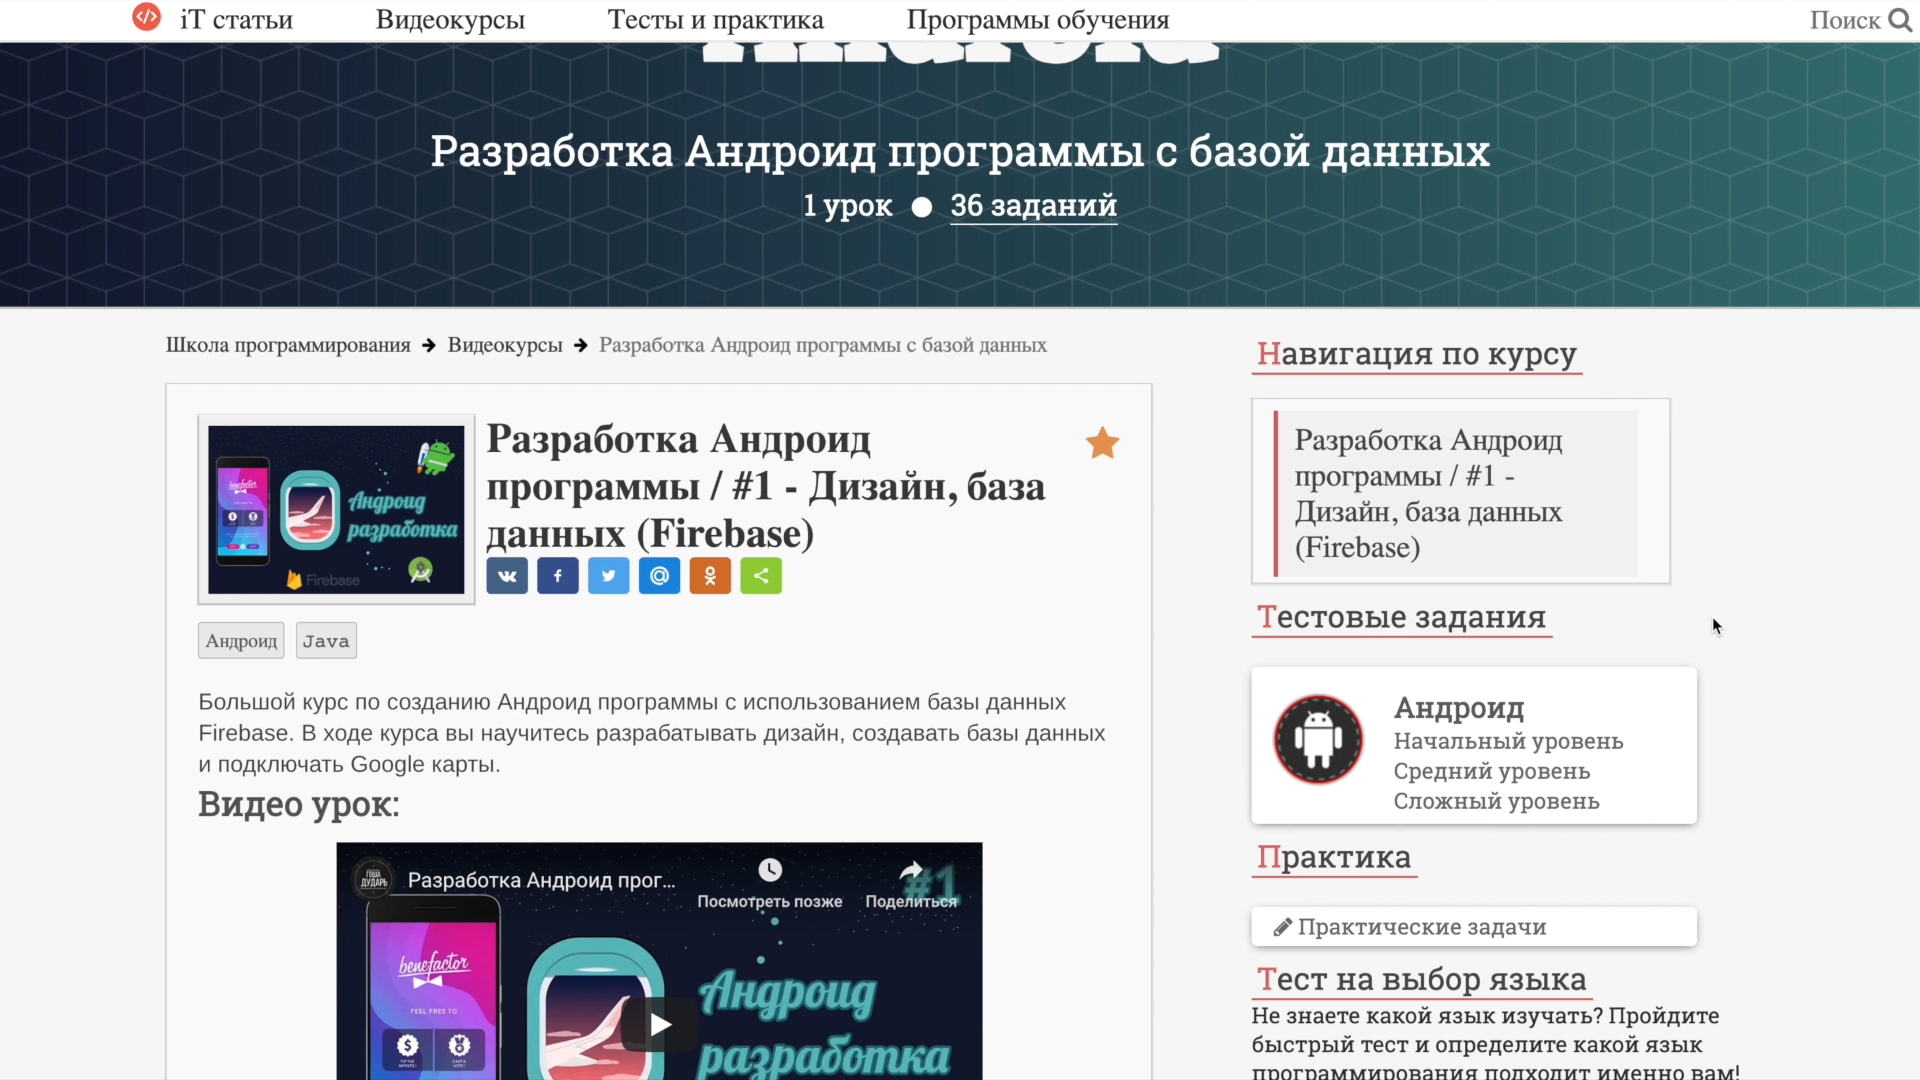 iT статьи
Видеокурсы
Тесты и практика
Программы обучения
Поиск
Разработка Андроид программы с базой данных
1 урок
36 заданий
Школа программирования
Видеокурсы
Разработка Андроид программы с базой данных
Андроид
разработка
Firebase
Разработка Андроид
программы / #1 - Дизайн, база
данных (Firebase)
Андроид
Java
Большой курс по созданию Андроид программы с использованием базы данных
Firebase. В ходе курса вы научитесь разрабатывать дизайн, создавать базы данных
и подключать Google карты.
Видео урок:
ГОША
ДУДАРЬ
Разработка Андроид прог...
Посмотреть позже
Поделиться
#1
benefactor
FEEL FREE TO
Андроид
разработка
Навигация по курсу
Разработка Андроид
программы / #1 -
Дизайн, база данных
(Firebase)
Тестовые задания
Андроид
Начальный уровень
Средний уровень
Сложный уровень
Практика
Практические задачи
Тест на выбор языка
Не знаете какой язык изучать? Пройдите
быстрый тест и определите какой язык
программирования подходит именно вам!